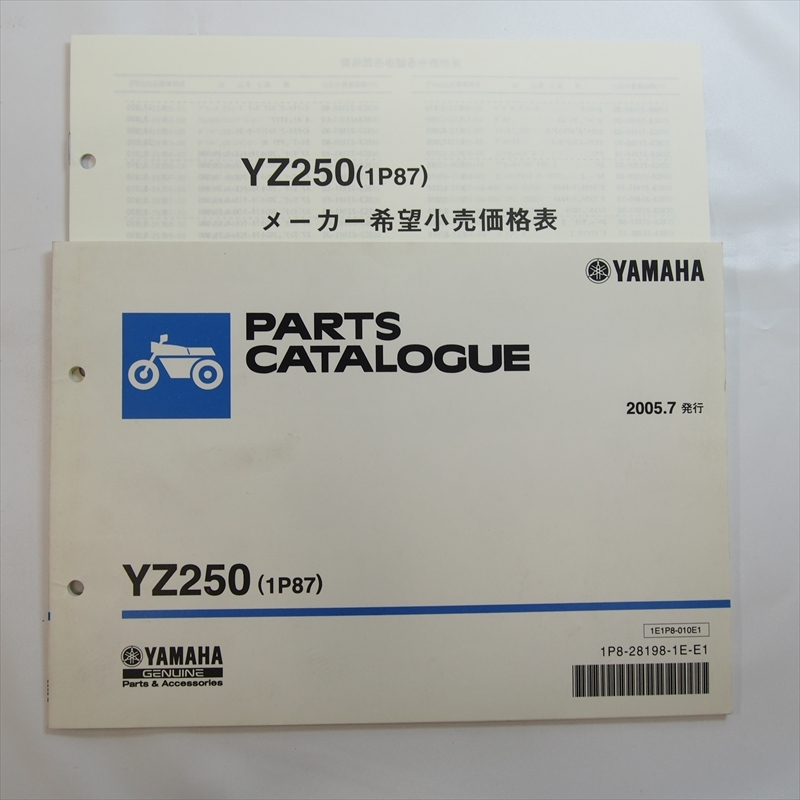 YZ250(1P87)
メーカー希望小売価格表
YAMAHA
PARTS
CATALOGUE
2005.7 発行
YZ250 (1P87)
1E1P8-010E1
1P8-28198-1E-E1
YAMAHA
GENUINE
Parts & Accessories